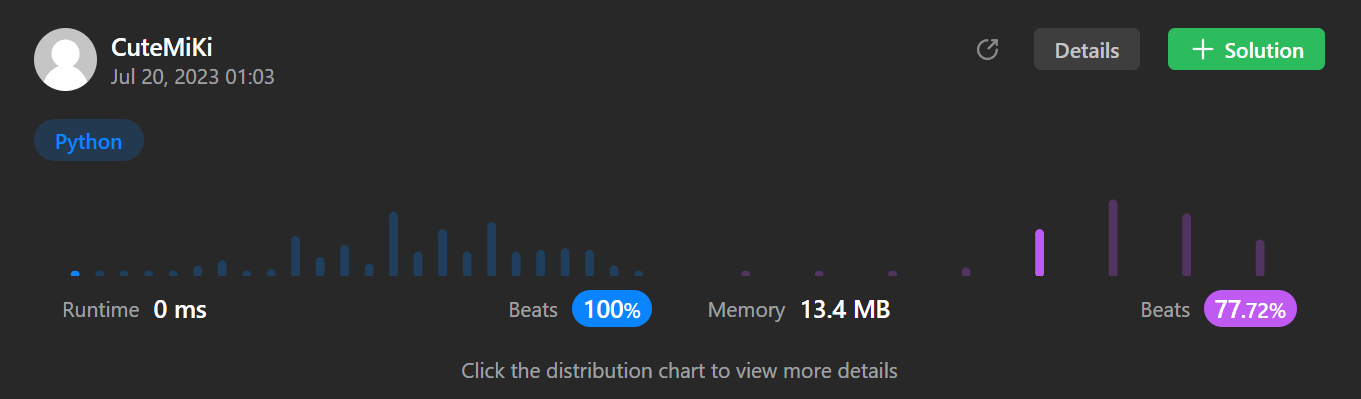 CuteMiKi
Jul 20, 2023 01:03
Details
Solution
Python
Runtime 0 ms
Beats 100%
Memory 13.4 MB
Beats 77.72%
Click the distribution chart to view more details